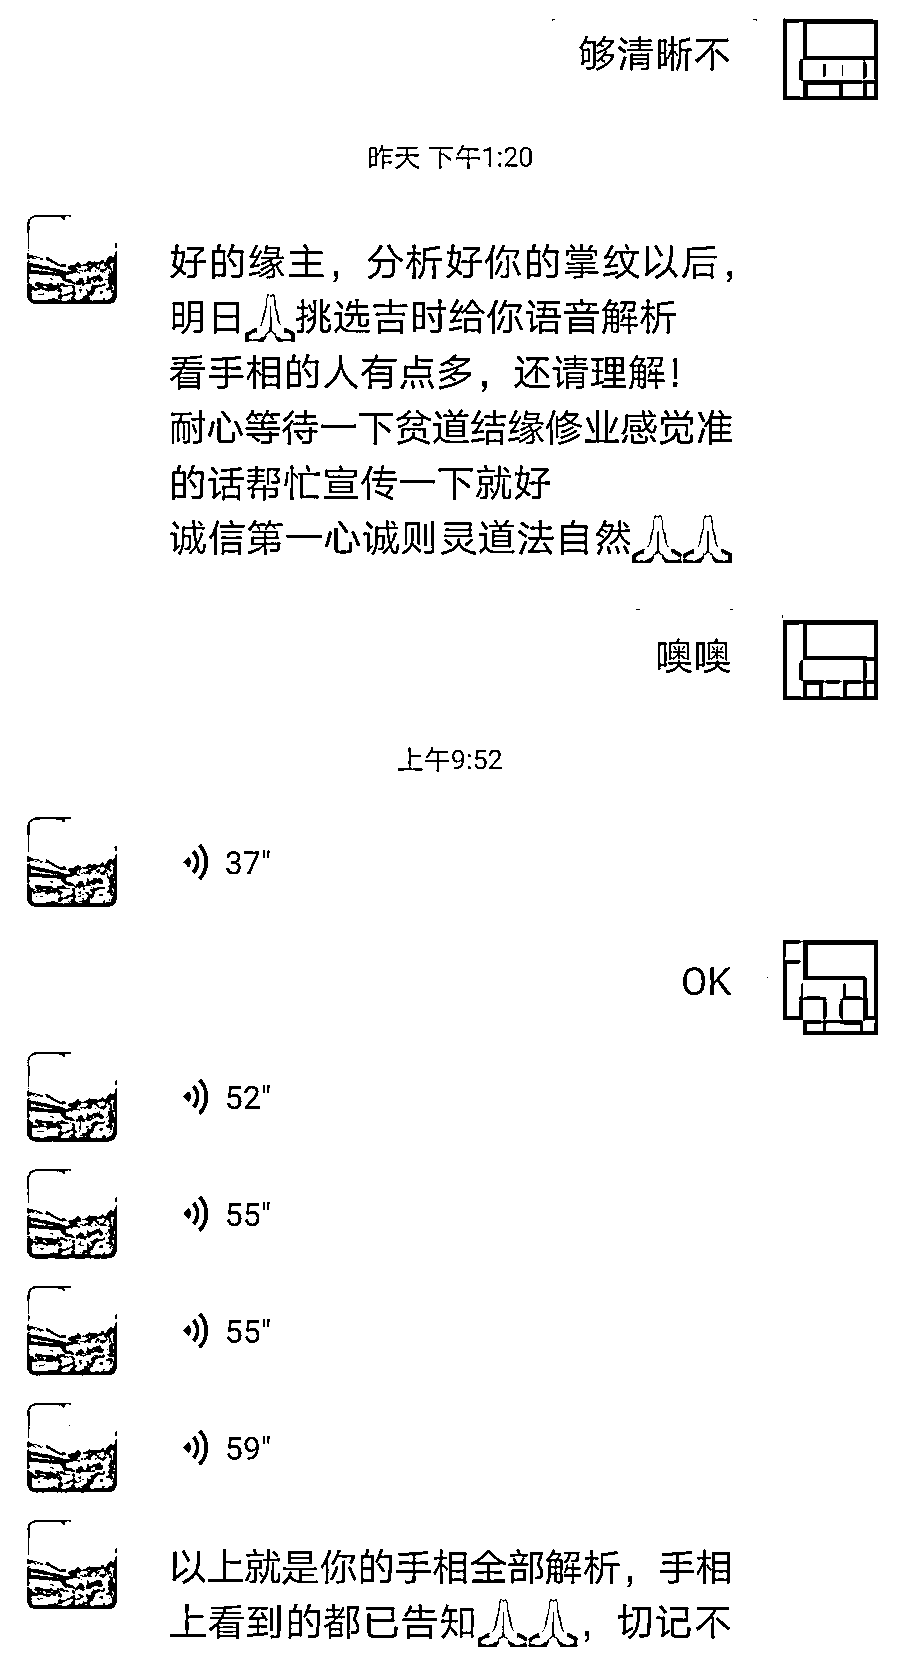 够清晰不
昨天 下午1:20
好的缘主，分析好你的掌纹以后，
明日🙏挑选吉时给你语音解析
看手相的人有点多，还请理解！
耐心等待一下贫道结缘修业感觉准
的话帮忙宣传一下就好
诚信第一心诚则灵道法自然🙏🙏
噢噢
上午9:52
37"
OK
52"
55"
55"
59"
以上就是你的手相全部解析，手相
上看到的都已告知🙏🙏，切记不